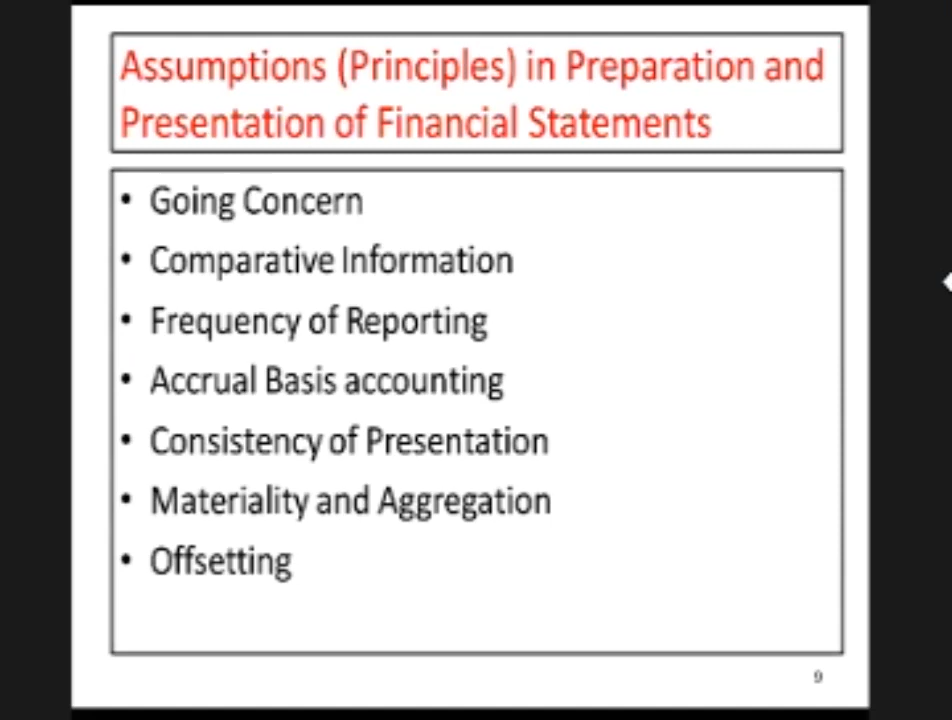 Assumptions (Principles) in Preparation and
Presentation of Financial Statements
• Going Concern
• Comparative Information
• Frequency of Reporting
• Accrual Basis accounting
• Consistency of Presentation
• Materiality and Aggregation
• Offsetting
9